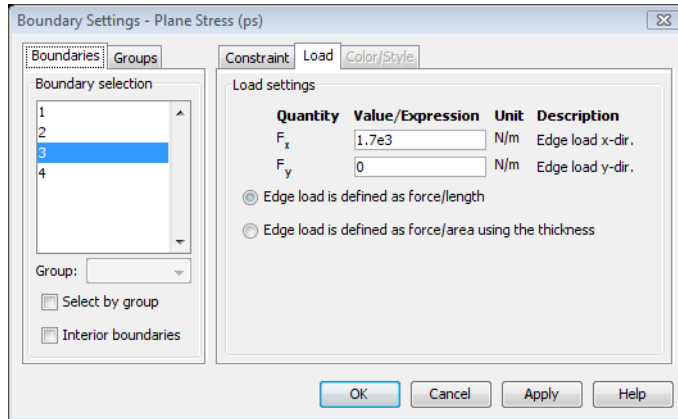 Boundary Settings - Plane Stress (ps)
Boundaries Groups
Boundary selection
1
2
3
4
Group:
Select by group
Interior boundaries
Constraint Load Color/Style
Load settings
Quantity Value/Expression Unit Description
Fx 1.7e3 N/m Edge load x-dir.
Fy 0 N/m Edge load y-dir.
Edge load is defined as force/length
Edge load is defined as force/area using the thickness
OK Cancel Apply Help